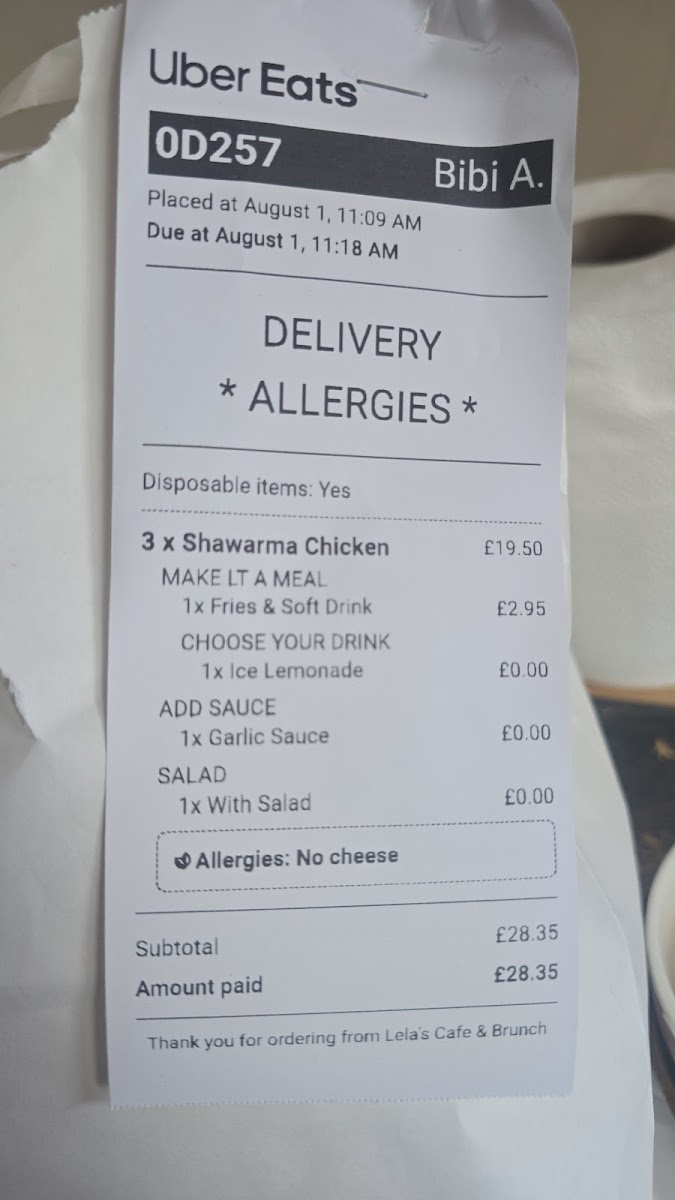 Uber Eats
0D257 Bibi A.
Placed at August 1, 11:09 AM
Due at August 1, 11:18 AM
DELIVERY
* ALLERGIES *
Disposable items: Yes
3 x Shawarma Chicken £19.50
MAKE LT A MEAL
1x Fries & Soft Drink £2.95
CHOOSE YOUR DRINK
1x Ice Lemonade £0.00
ADD SAUCE
1x Garlic Sauce £0.00
SALAD
1x With Salad £0.00
Allergies: No cheese
Subtotal £28.35
Amount paid £28.35
Thank you for ordering from Lela's Cafe & Brunch